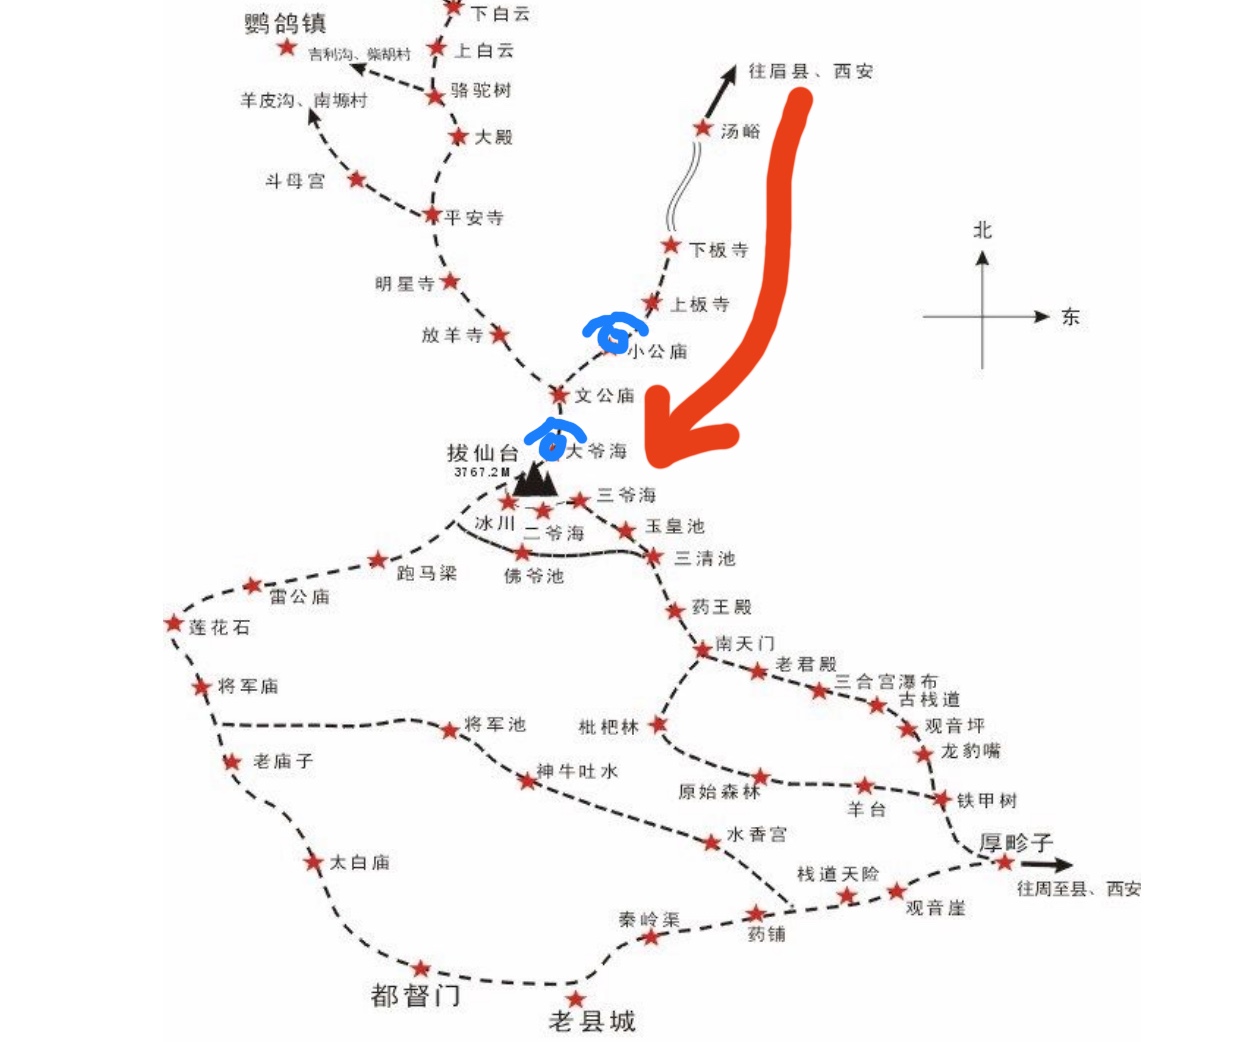 下白云
鹦鸽镇
上白云
吉利沟、柴胡村
往眉县、西安
骆驼树
羊皮沟、南塬村
汤峪
大殿
斗母宫
平安寺
北
下板寺
明星寺
上板寺
东
放羊寺
小公庙
文公庙
拔仙台
大爷海
3767.2M
三爷海
冰川
玉皇池
二爷海
三清池
跑马梁
佛爷池
雷公庙
药王殿
莲花石
南天门
老君殿
将军庙
三合宫瀑布
古栈道
将军池
枇杷林
观音坪
龙豹嘴
老庙子
神牛吐水
原始森林
羊台
铁甲树
水香宫
厚畛子
太白庙
栈道天险
往周至县、西安
观音崖
秦岭渠
药铺
都督门
老县城